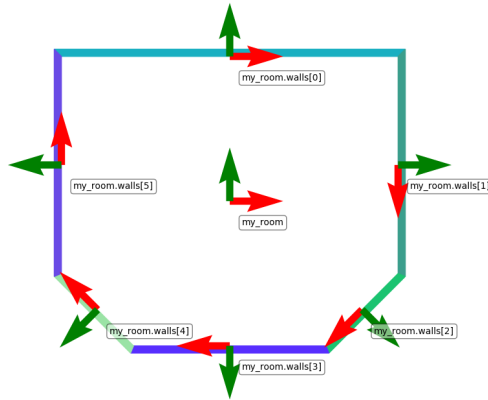 my_room.walls[0]
my_room.walls[5]
my_room.walls[1]
my_room
my_room.walls[4]
my_room.walls[2]
my_room.walls[3]